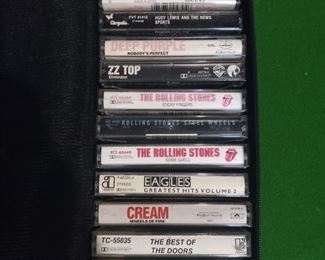 Chrysalis
FVT 41412
HUEY LEWIS AND THE NEWS
SPORTS
DEEP PURPLE
NOBODY'S PERFECT
ZZ TOP
Eliminator
THE ROLLING STONES
STICKY FINGERS
ROLLING STONES STEEL WHEELS
THE ROLLING STONES
SOME GIRLS
STEREO
EAGLES
GREATEST HITS VOLUME 2
CREAM
WHEELS OF FIRE
TC-55035
THE BEST OF
THE DOORS